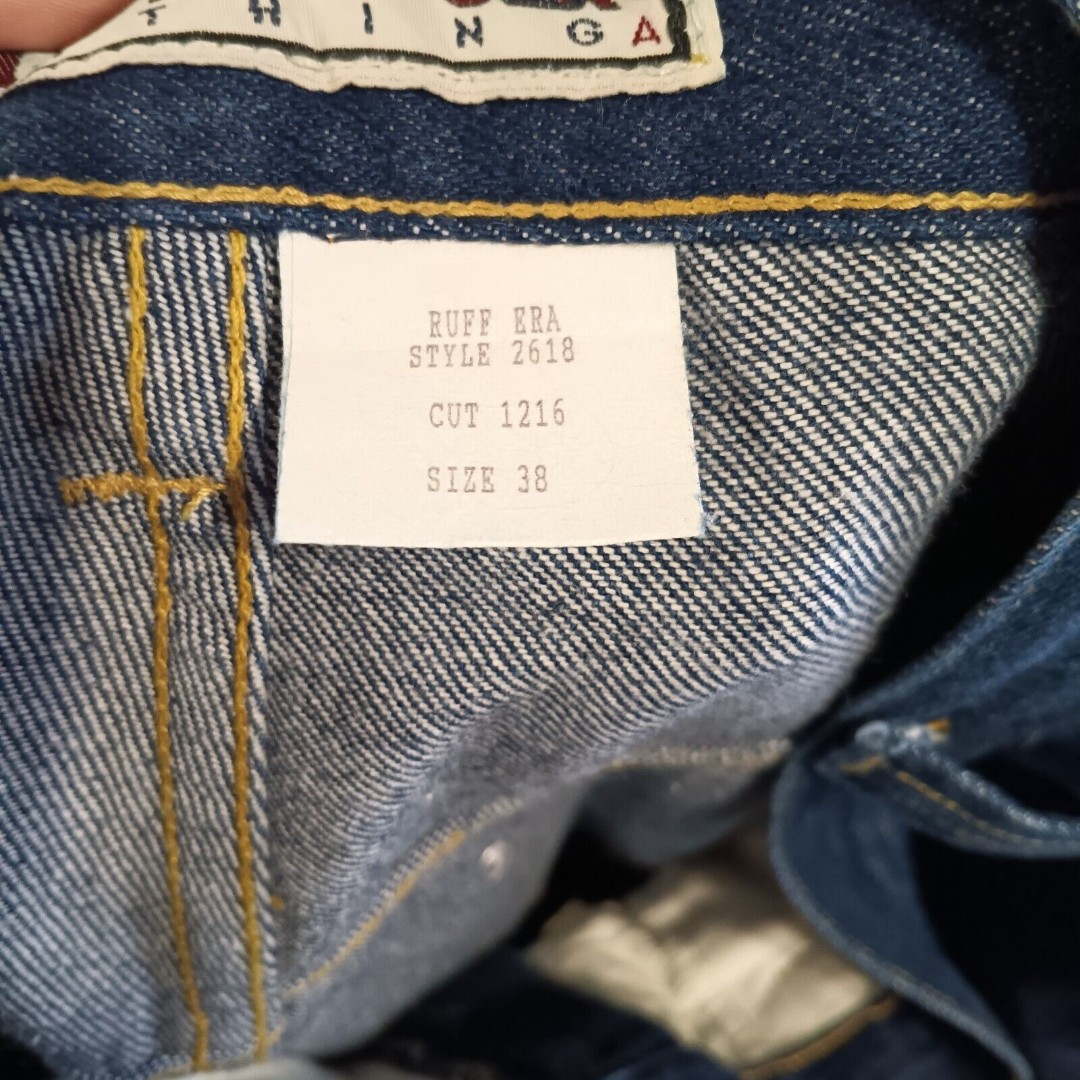 T H I N G A
RUFF ERA
STYLE 2618
CUT 1216
SIZE 38